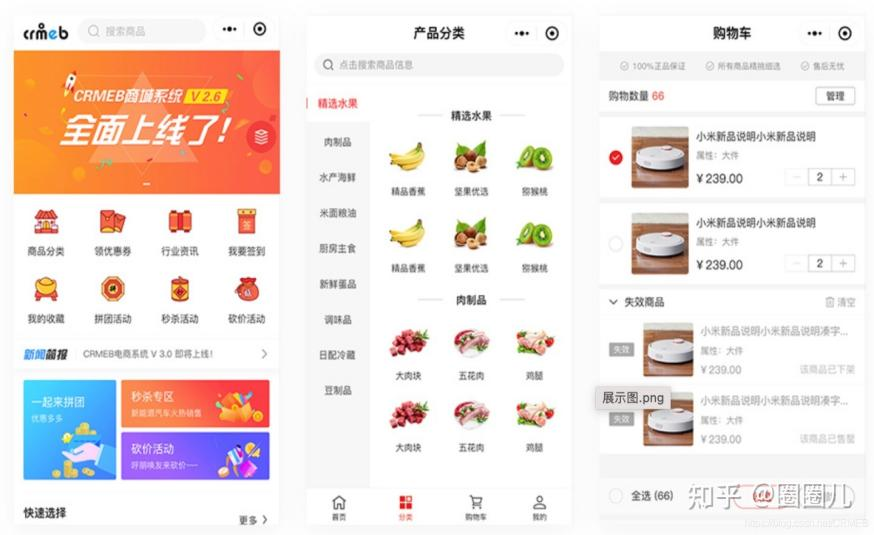 crmeb
搜索商品
CRMEB商城系统 V 2.6
全面上线了!
商品分类 领优惠券 行业资讯 我要签到
签
拼
我的收藏 拼团活动 秒杀活动 砍价活动
新闻简报 CRMEB电商系统 V 3.0 即将上线!
一起来拼团
优惠多多
秒杀专区
新能源汽车火热销售
砍价活动
呼朋唤友来砍价~~
快速选择
更多
产品分类
点击搜索商品信息
精选水果
肉制品
水产海鲜
米面粮油
厨房主食
新鲜蛋品
调味品
日配冷藏
豆制品
精选水果
精品香蕉 坚果优选 猕猴桃
精品香蕉 坚果优选 猕猴桃
肉制品
大肉块 五花肉 鸡腿
大肉块 五花肉 鸡腿
首页 分类 购物车 我的
购物车
100%正品保证 所有商品精挑细选 售后无忧
购物数量 66 管理
小米新品说明小米新品说明
属性:大件
¥239.00 2
小米新品说明小米新品说明
属性:大件
¥239.00 2
失效商品 清空
失效
小米新品说明小米新品说明凑字...
属性:大件
¥239.00 该商品已下架
展示图.png
失效
小米新品说明小米新品说明凑字...
属性:大件
¥239.00 该商品已售罄
全选 (66)
知乎 @圈圈儿
https://blog.csdn.net/CRMEB